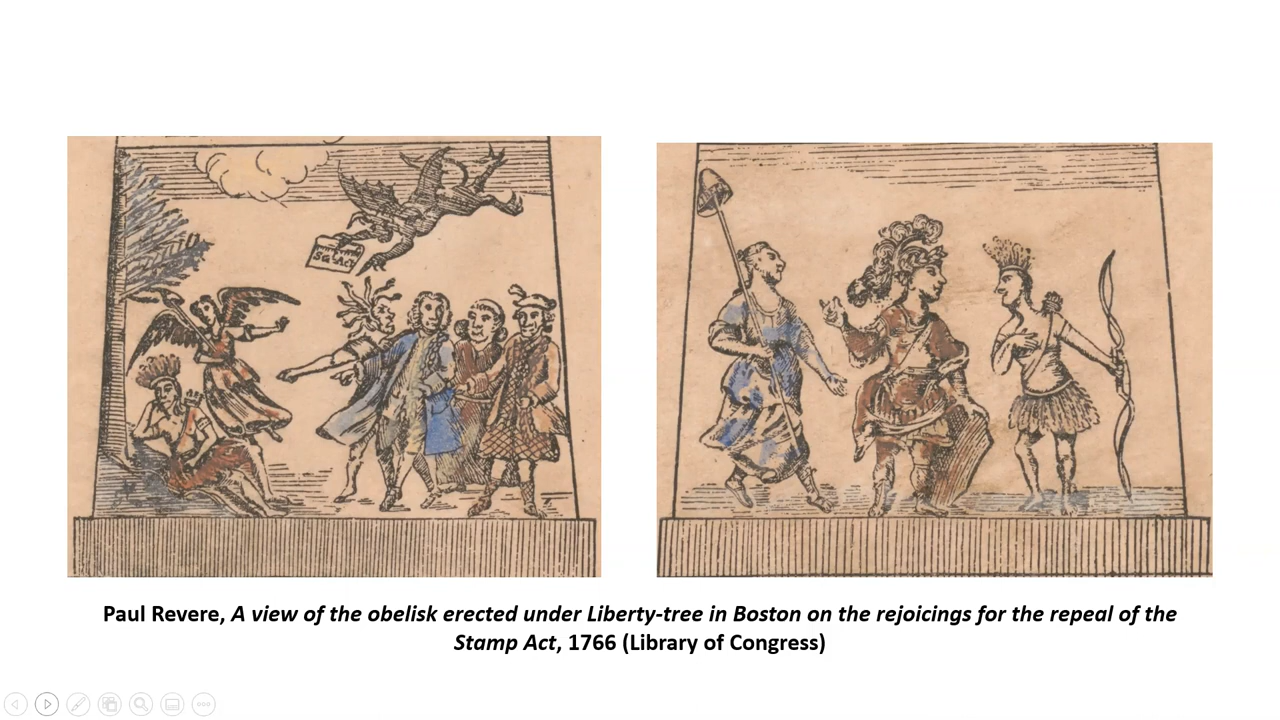 Paul Revere, A view of the obelisk erected under Liberty-tree in Boston on the rejoicings for the repeal of the
Stamp Act, 1766 (Library of Congress)